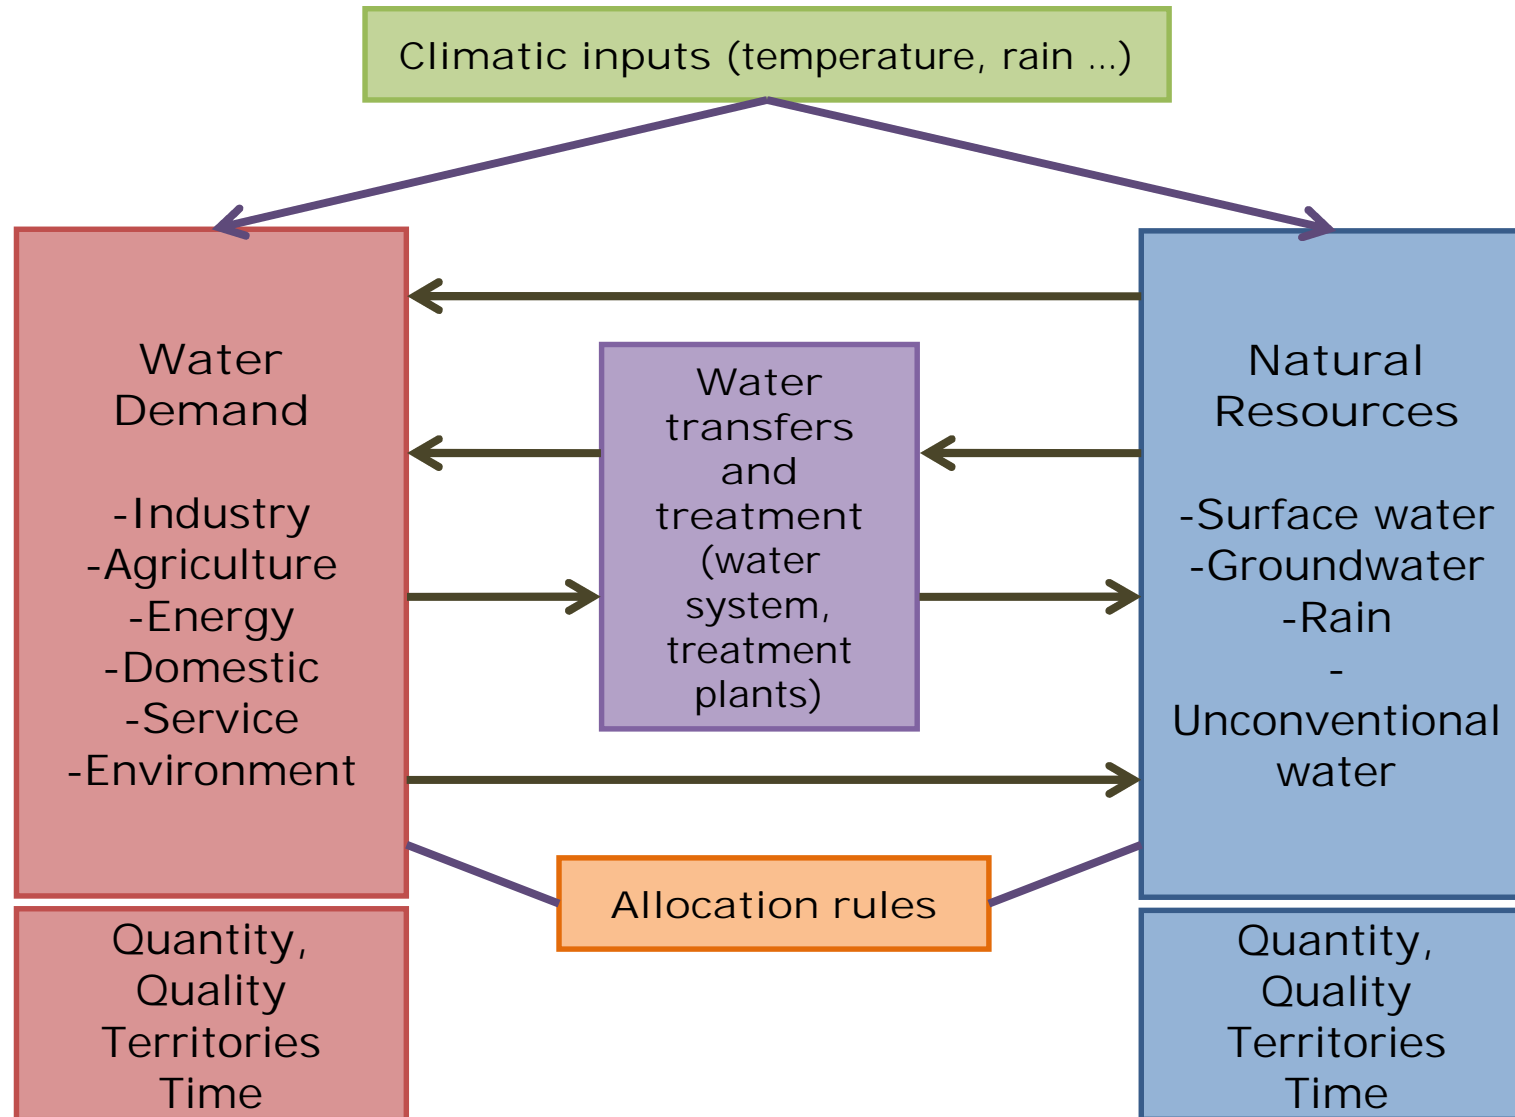 Climatic inputs (temperature, rain ...)
Water
Demand
-Industry
-Agriculture
-Energy
-Domestic
-Service
-Environment
Water
transfers
and
treatment
(water
system,
treatment
plants)
Natural
Resources
-Surface water
-Groundwater
-Rain
-
Unconventional
water
Allocation rules
Quantity,
Quality
Territories
Time
Quantity,
Quality
Territories
Time